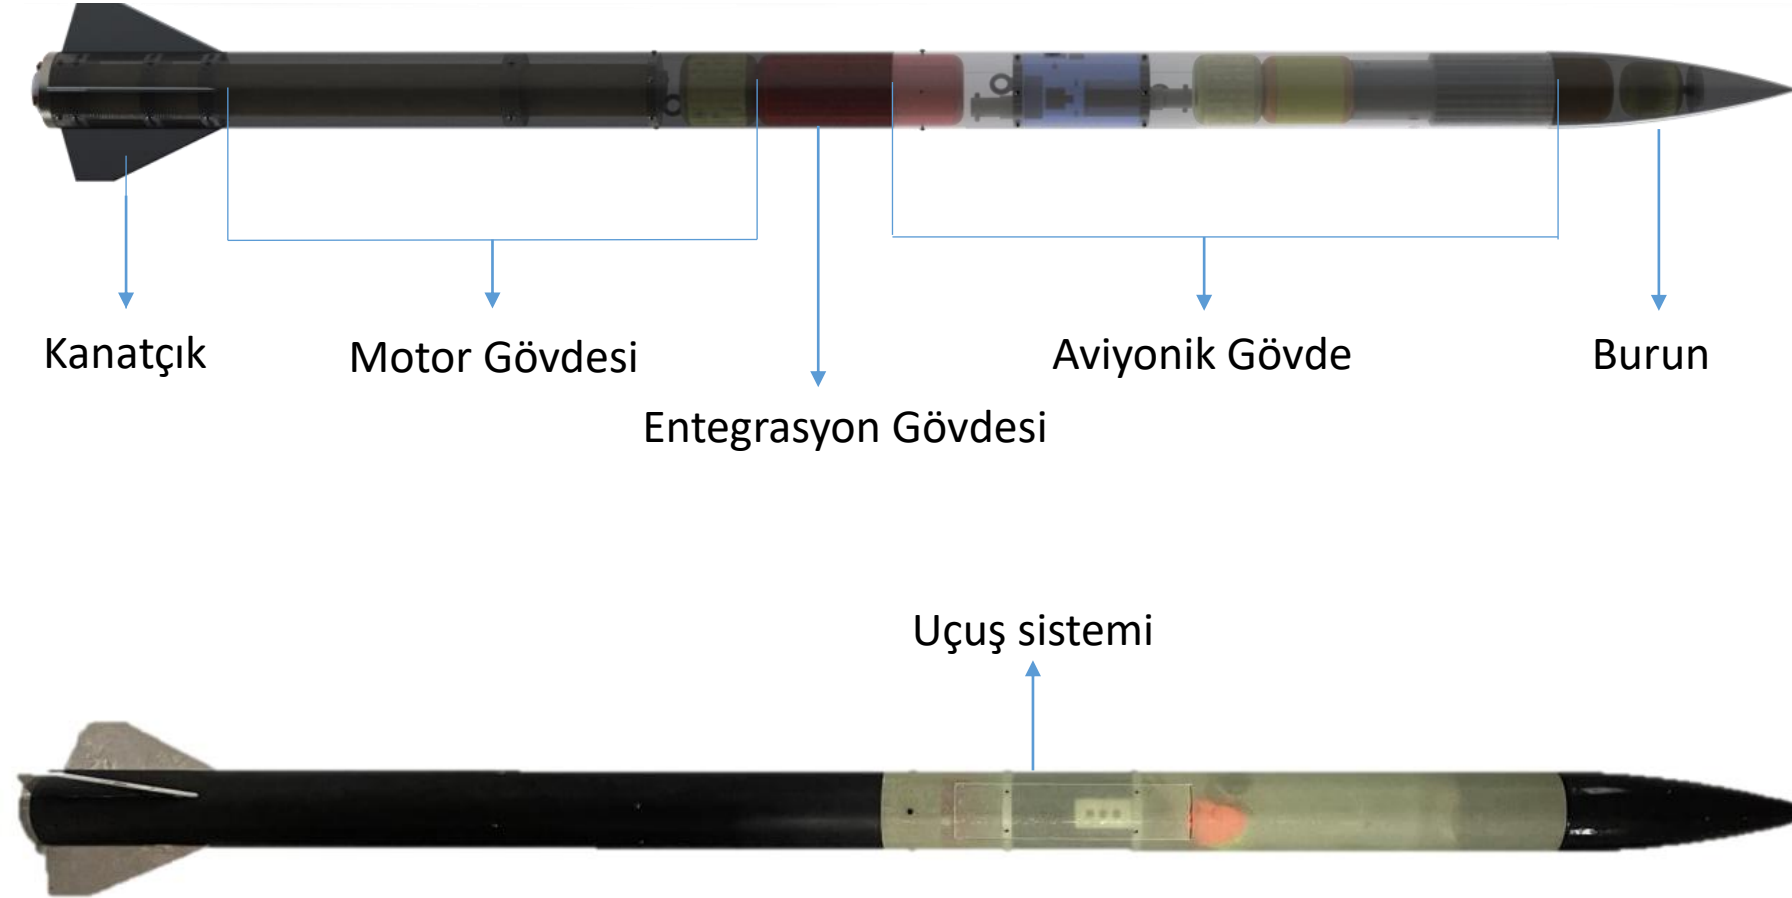 Kanatçık
Motor Gövdesi
Aviyonik Gövde
Burun
Entegrasyon Gövdesi
Uçuş sistemi